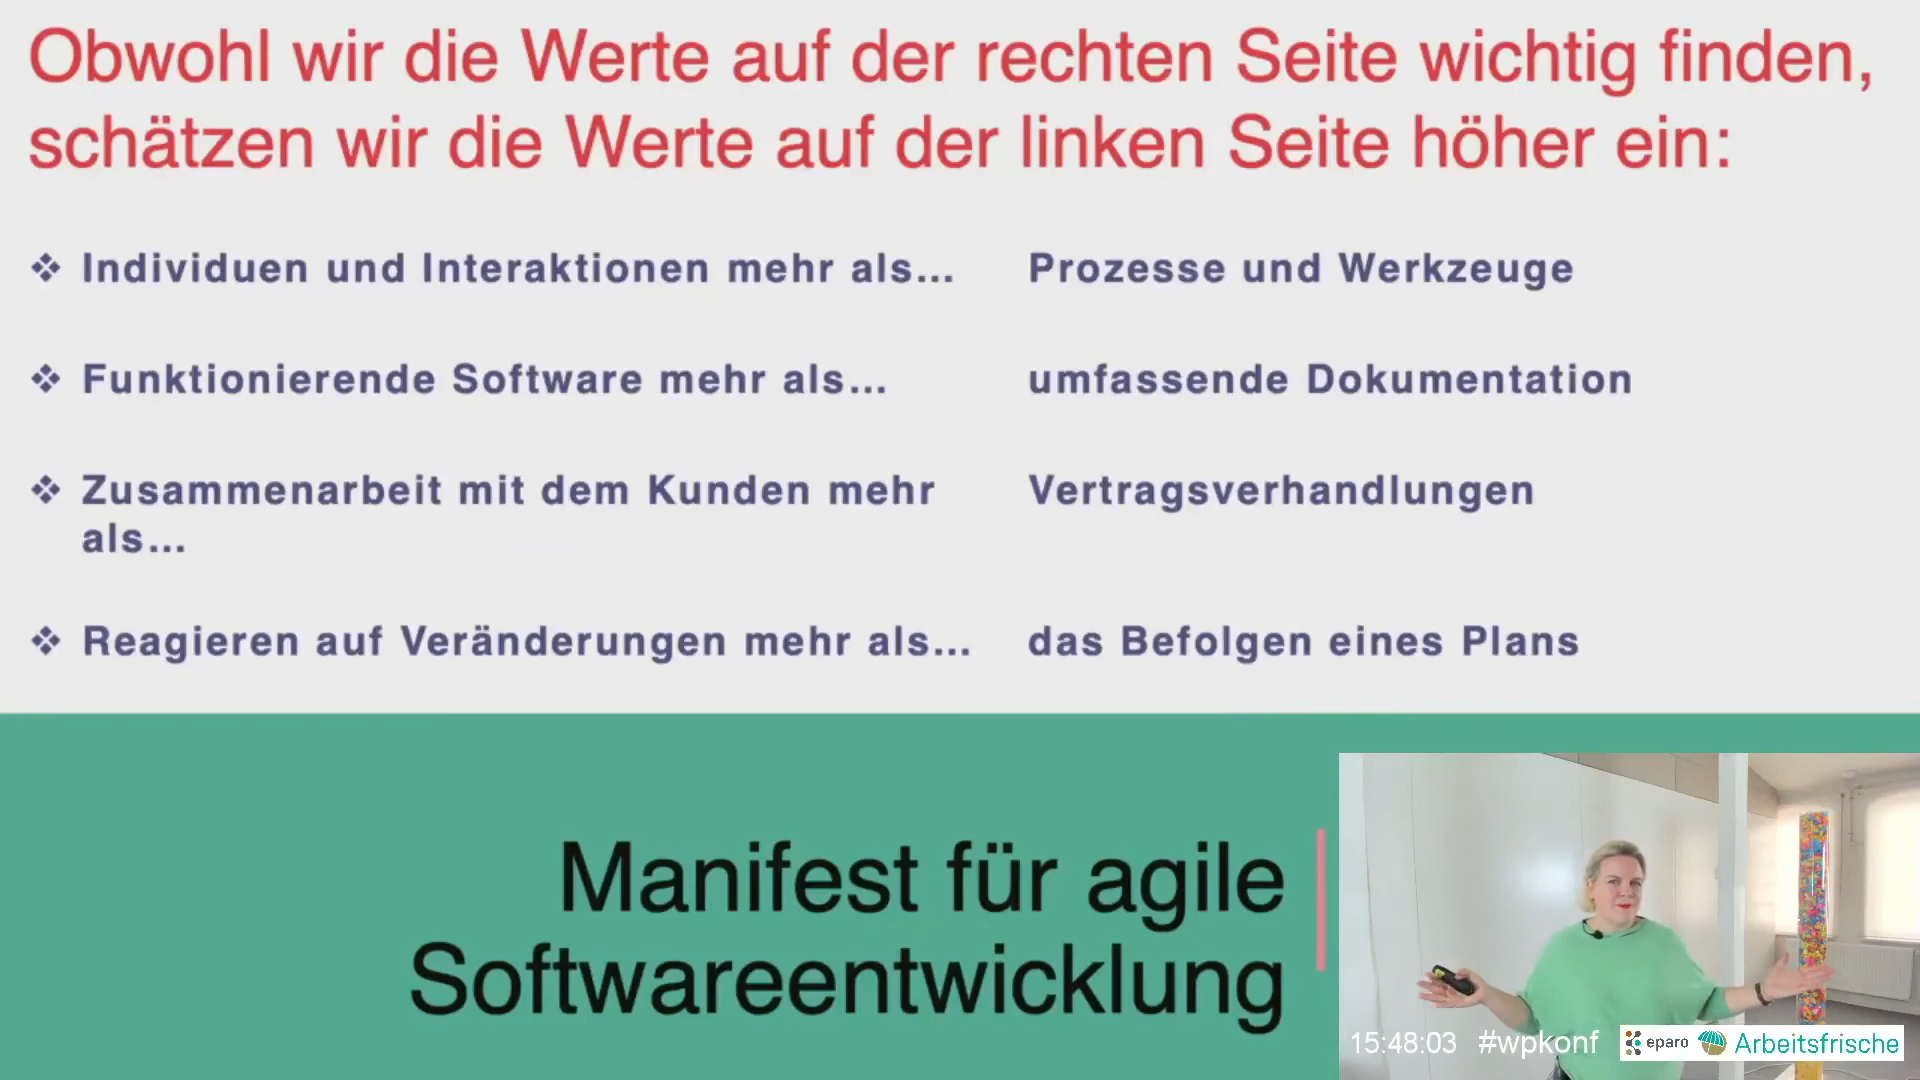 Obwohl wir die Werte auf der rechten Seite wichtig finden,
schätzen wir die Werte auf der linken Seite höher ein:
❖ Individuen und Interaktionen mehr als... Prozesse und Werkzeuge
❖ Funktionierende Software mehr als... umfassende Dokumentation
❖ Zusammenarbeit mit dem Kunden mehr Vertragsverhandlungen
als...
❖ Reagieren auf Veränderungen mehr als... das Befolgen eines Plans
Manifest für agile
Softwareentwicklung
15:48:03 #wpkonf eparo Arbeitsfrische